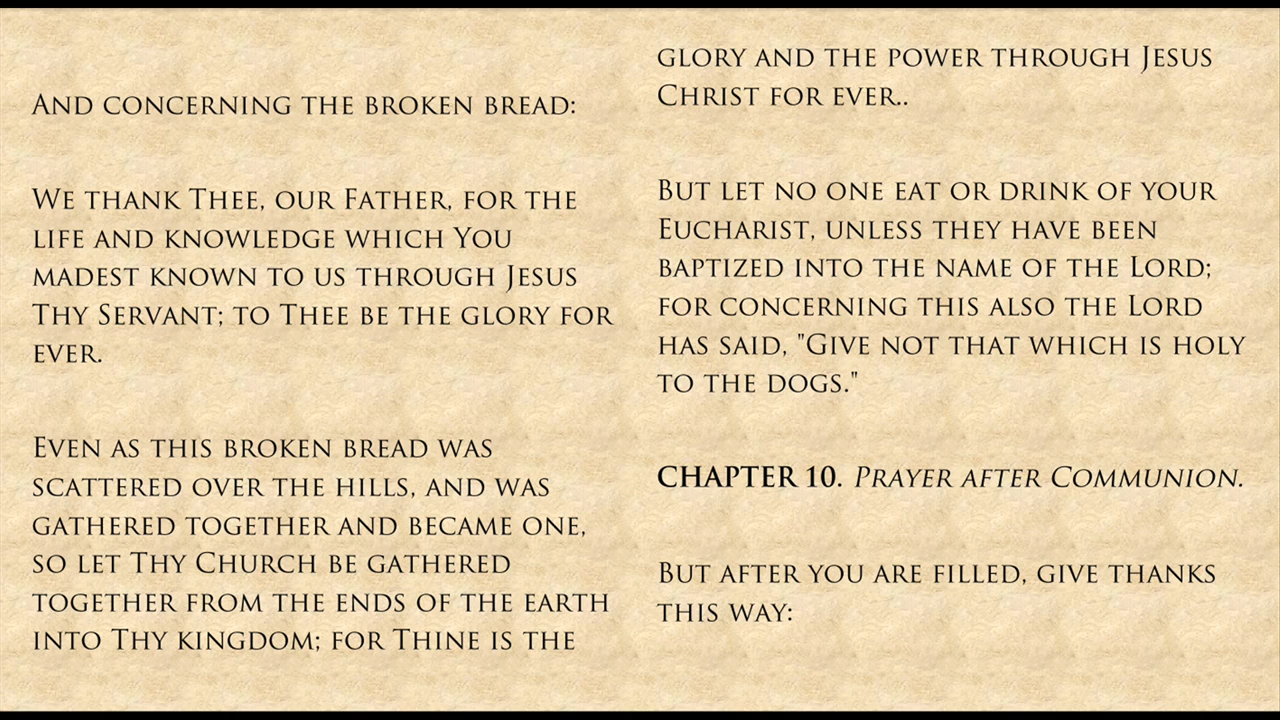 And concerning the broken bread:
We thank Thee, our Father, for the
life and knowledge which You
madest known to us through Jesus
Thy Servant; to Thee be the glory for
ever.
Even as this broken bread was
scattered over the hills, and was
gathered together and became one,
so let Thy Church be gathered
together from the ends of the earth
into Thy kingdom; for Thine is the
glory and the power through Jesus
Christ for ever..
But let no one eat or drink of your
Eucharist, unless they have been
baptized into the name of the Lord;
for concerning this also the Lord
has said, "Give not that which is holy
to the dogs."
CHAPTER 10. Prayer after Communion.
But after you are filled, give thanks
this way: